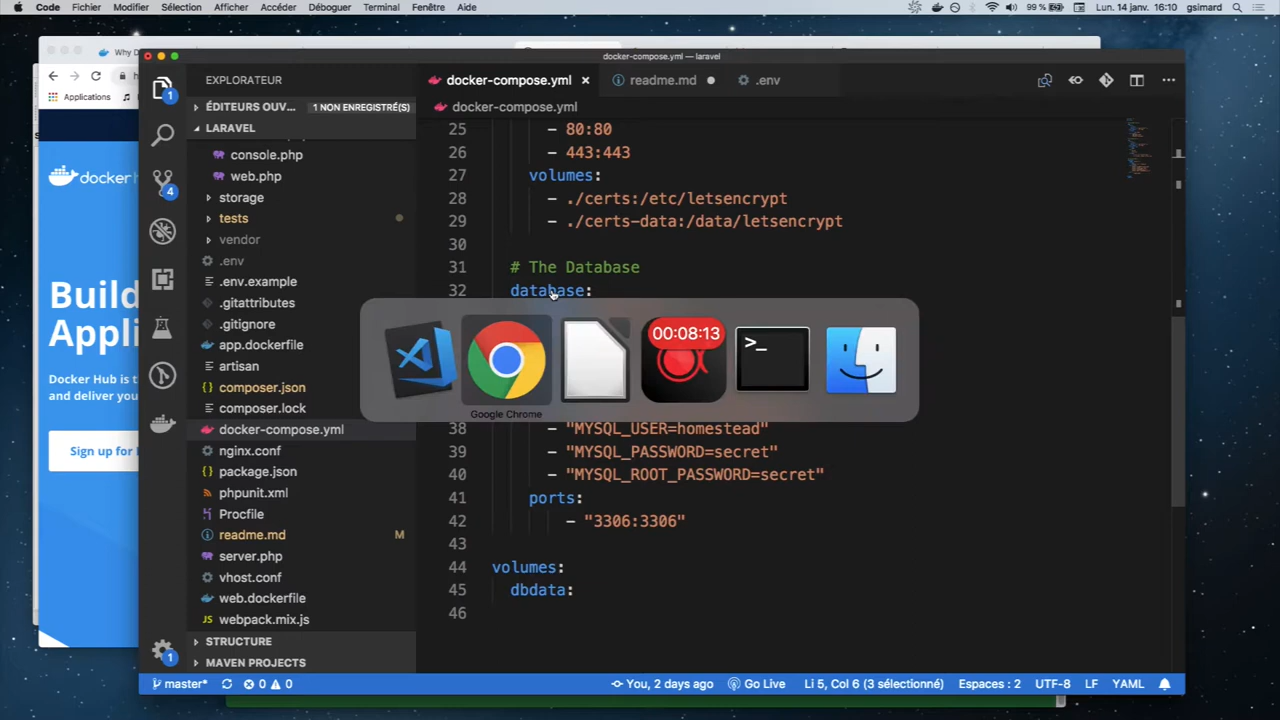 Code Fichier Modifier Sélection Afficher Accéder Déboguer Terminal Fenêtre Aide 99 % Lun. 14 janv. 16:10 gsimard
Why D
docker-compose.yml — laravel
EXPLORATEUR
docker-compose.yml
readme.md
.env
Applications
ÉDITEURS OUV... 1 NON ENREGISTRÉ(S)
docker-compose.yml
LARAVEL
25 - 80:80
console.php
26 - 443:443
web.php
27 volumes:
storage
28 - ./certs:/etc/letsencrypt
tests
29 - ./certs-data:/data/letsencrypt
vendor
30
.env
31 # The Database
.env.example
32 database:
.gitattributes
.gitignore
app.dockerfile
artisan
composer.json
composer.lock
docker-compose.yml
nginx.conf
package.json
phpunit.xml
Procfile
readme.md M
server.php
vhost.conf
web.dockerfile
webpack.mix.js
STRUCTURE
MAVEN PROJECTS
1
4
1
docker h
Build
Appli
Docker Hub is t
and deliver you
Sign up for
00:08:13
>_
Google Chrome
- "MYSQL_USER=homestead"
39 - "MYSQL_PASSWORD=secret"
40 - "MYSQL_ROOT_PASSWORD=secret"
41 ports:
42 - "3306:3306"
43
44 volumes:
45 dbdata:
46
master* 0 0 You, 2 days ago Go Live Li 5, Col 6 (3 sélectionné) Espaces : 2 UTF-8 LF YAML